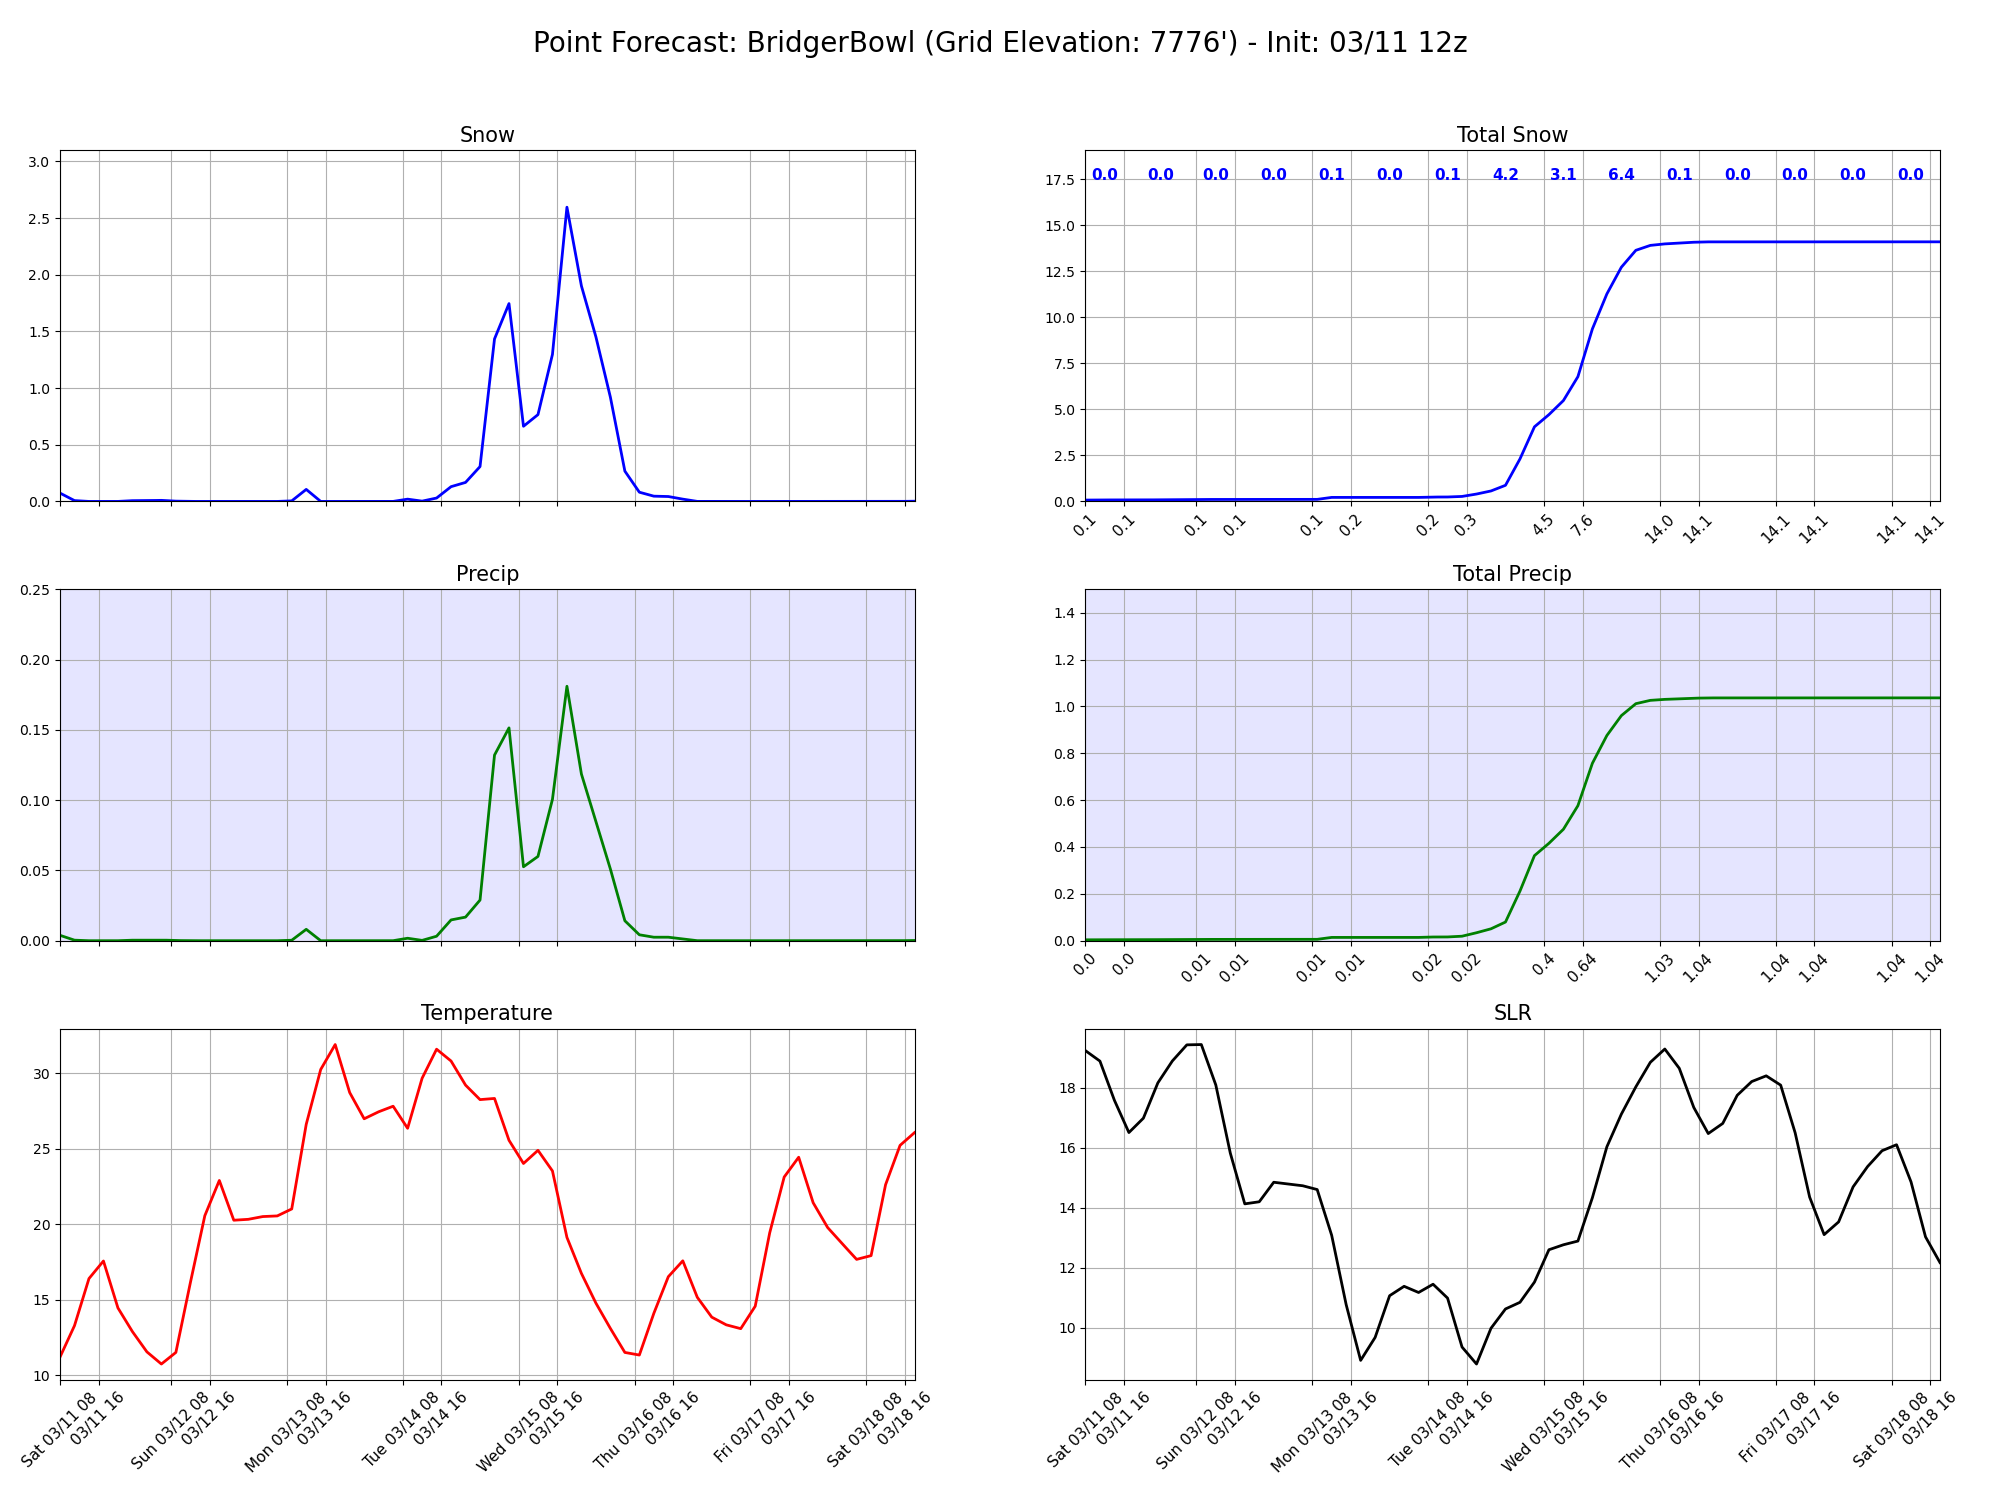 Point Forecast: BridgerBowl (Grid Elevation: 7776') - Init: 03/11 12z
Snow
3.0
2.5
2.0
1.5
1.0
0.5
0.0
Total Snow
17.5
15.0
12.5
10.0
7.5
5.0
2.5
0.0
0.0 0.0 0.0 0.0 0.1 0.0 0.1 4.2 3.1 6.4 0.1 0.0 0.0 0.0 0.0
0.1 0.1 0.1 0.1 0.1 0.2 0.2 0.3 4.5 7.6 14.0 14.1 14.1 14.1 14.1 14.1
Precip
0.25
0.20
0.15
0.10
0.05
0.00
Total Precip
1.4
1.2
1.0
0.8
0.6
0.4
0.2
0.0
0.0 0.0 0.01 0.01 0.01 0.01 0.02 0.02 0.4 0.64 1.03 1.04 1.04 1.04 1.04 1.04
Temperature
30
25
20
15
10
Sat 03/11 08
03/11 16
Sun 03/12 08
03/12 16
Mon 03/13 08
03/13 16
Tue 03/14 08
03/14 16
Wed 03/15 08
03/15 16
Thu 03/16 08
03/16 16
Fri 03/17 08
03/17 16
Sat 03/18 08
03/18 16
SLR
18
16
14
12
10
Sat 03/11 08
03/11 16
Sun 03/12 08
03/12 16
Mon 03/13 08
03/13 16
Tue 03/14 08
03/14 16
Wed 03/15 08
03/15 16
Thu 03/16 08
03/16 16
Fri 03/17 08
03/17 16
Sat 03/18 08
03/18 16